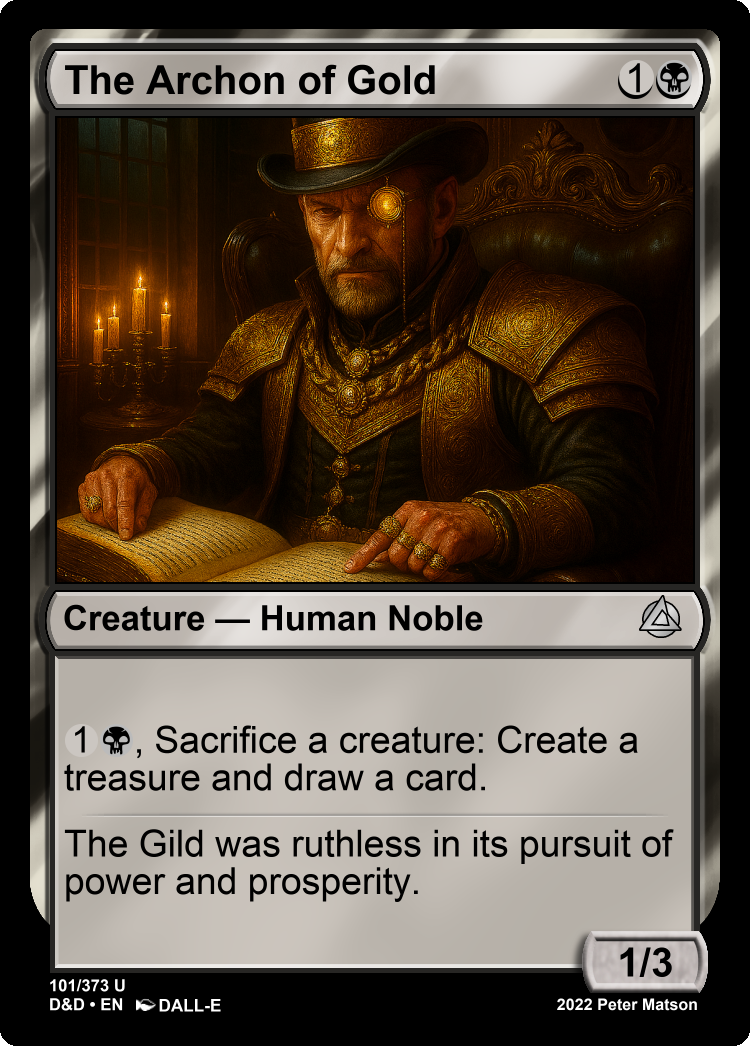 The Archon of Gold 1
Creature — Human Noble
1, Sacrifice a creature: Create a
treasure and draw a card.
The Gild was ruthless in its pursuit of
power and prosperity.
1/3
101/373 U
D&D • EN DALL-E
2022 Peter Matson